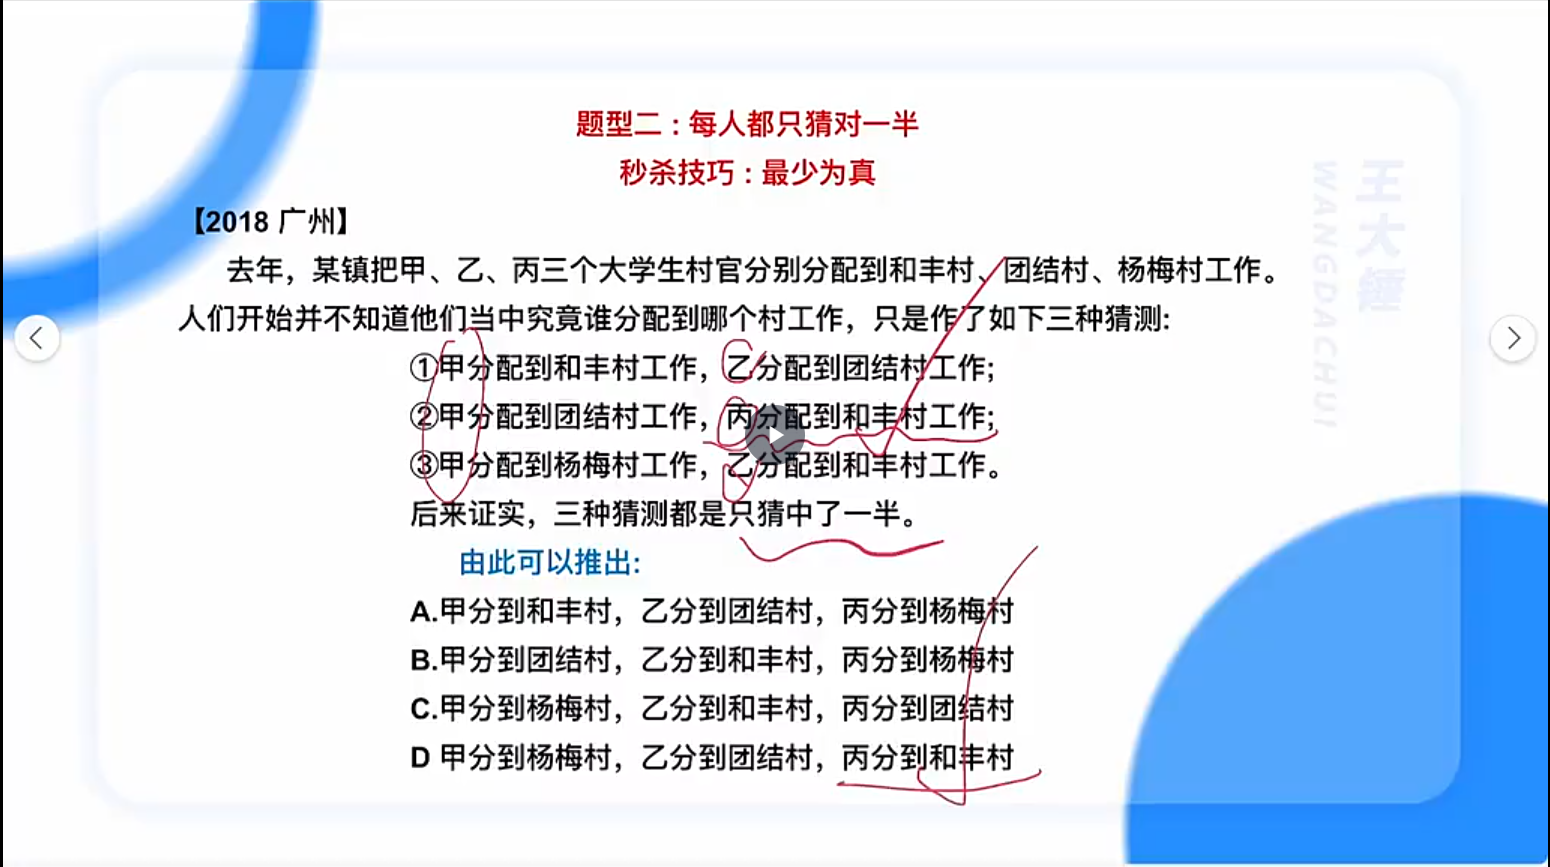 题型二：每人都只猜对一半
秒杀技巧：最少为真
【2018 广州】
去年，某镇把甲、乙、丙三个大学生村官分别分配到和丰村、团结村、杨梅村工作。
人们开始并不知道他们当中究竟谁分配到哪个村工作，只是作了如下三种猜测:
①甲分配到和丰村工作，乙分配到团结村工作;
②甲分配到团结村工作，丙分配到和丰村工作;
③甲分配到杨梅村工作，乙分配到和丰村工作。
后来证实，三种猜测都是只猜中了一半。
由此可以推出:
A.甲分到和丰村，乙分到团结村，丙分到杨梅村
B.甲分到团结村，乙分到和丰村，丙分到杨梅村
C.甲分到杨梅村，乙分到和丰村，丙分到团结村
D 甲分到杨梅村，乙分到团结村，丙分到和丰村
王大锤
WANGDACHUI